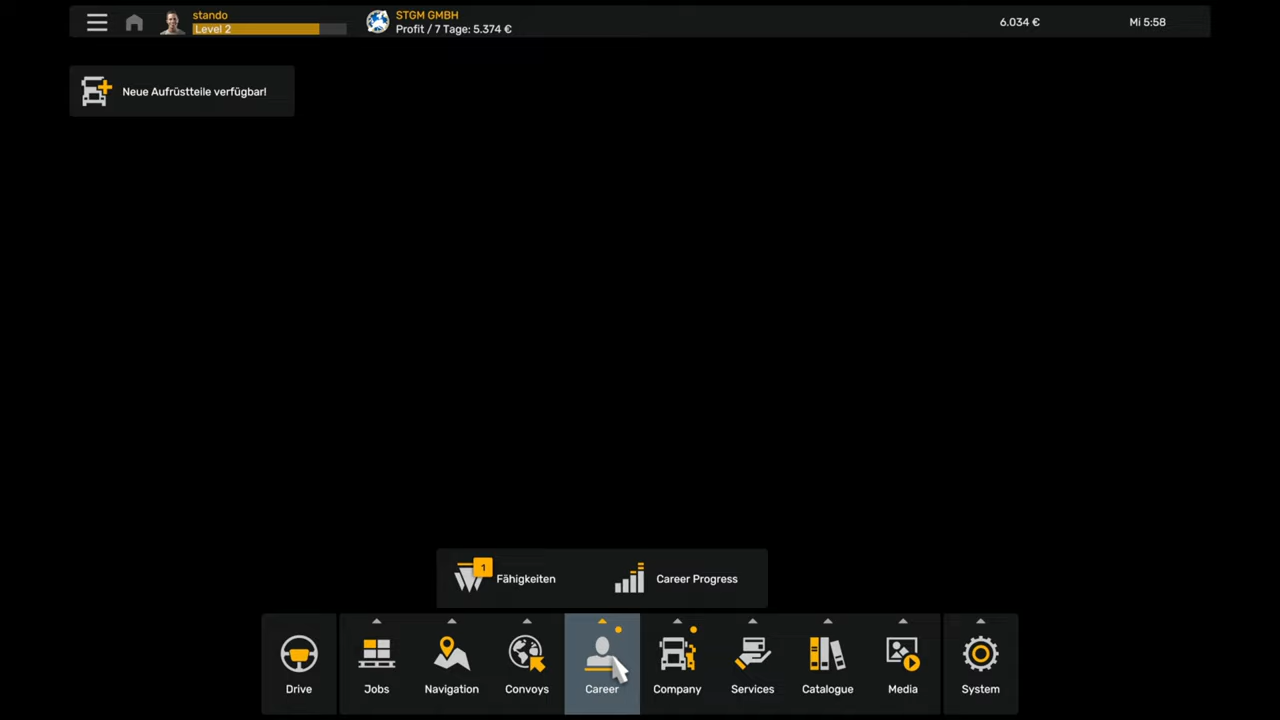 stando
Level 2
STGM GMBH
Profit / 7 Tage: 5.374 €
6.034 €
Mi 5:58
Neue Aufrüstteile verfügbar!
1
Fähigkeiten
Career Progress
Drive
Jobs
Navigation
Convoys
Career
Company
Services
Catalogue
Media
System